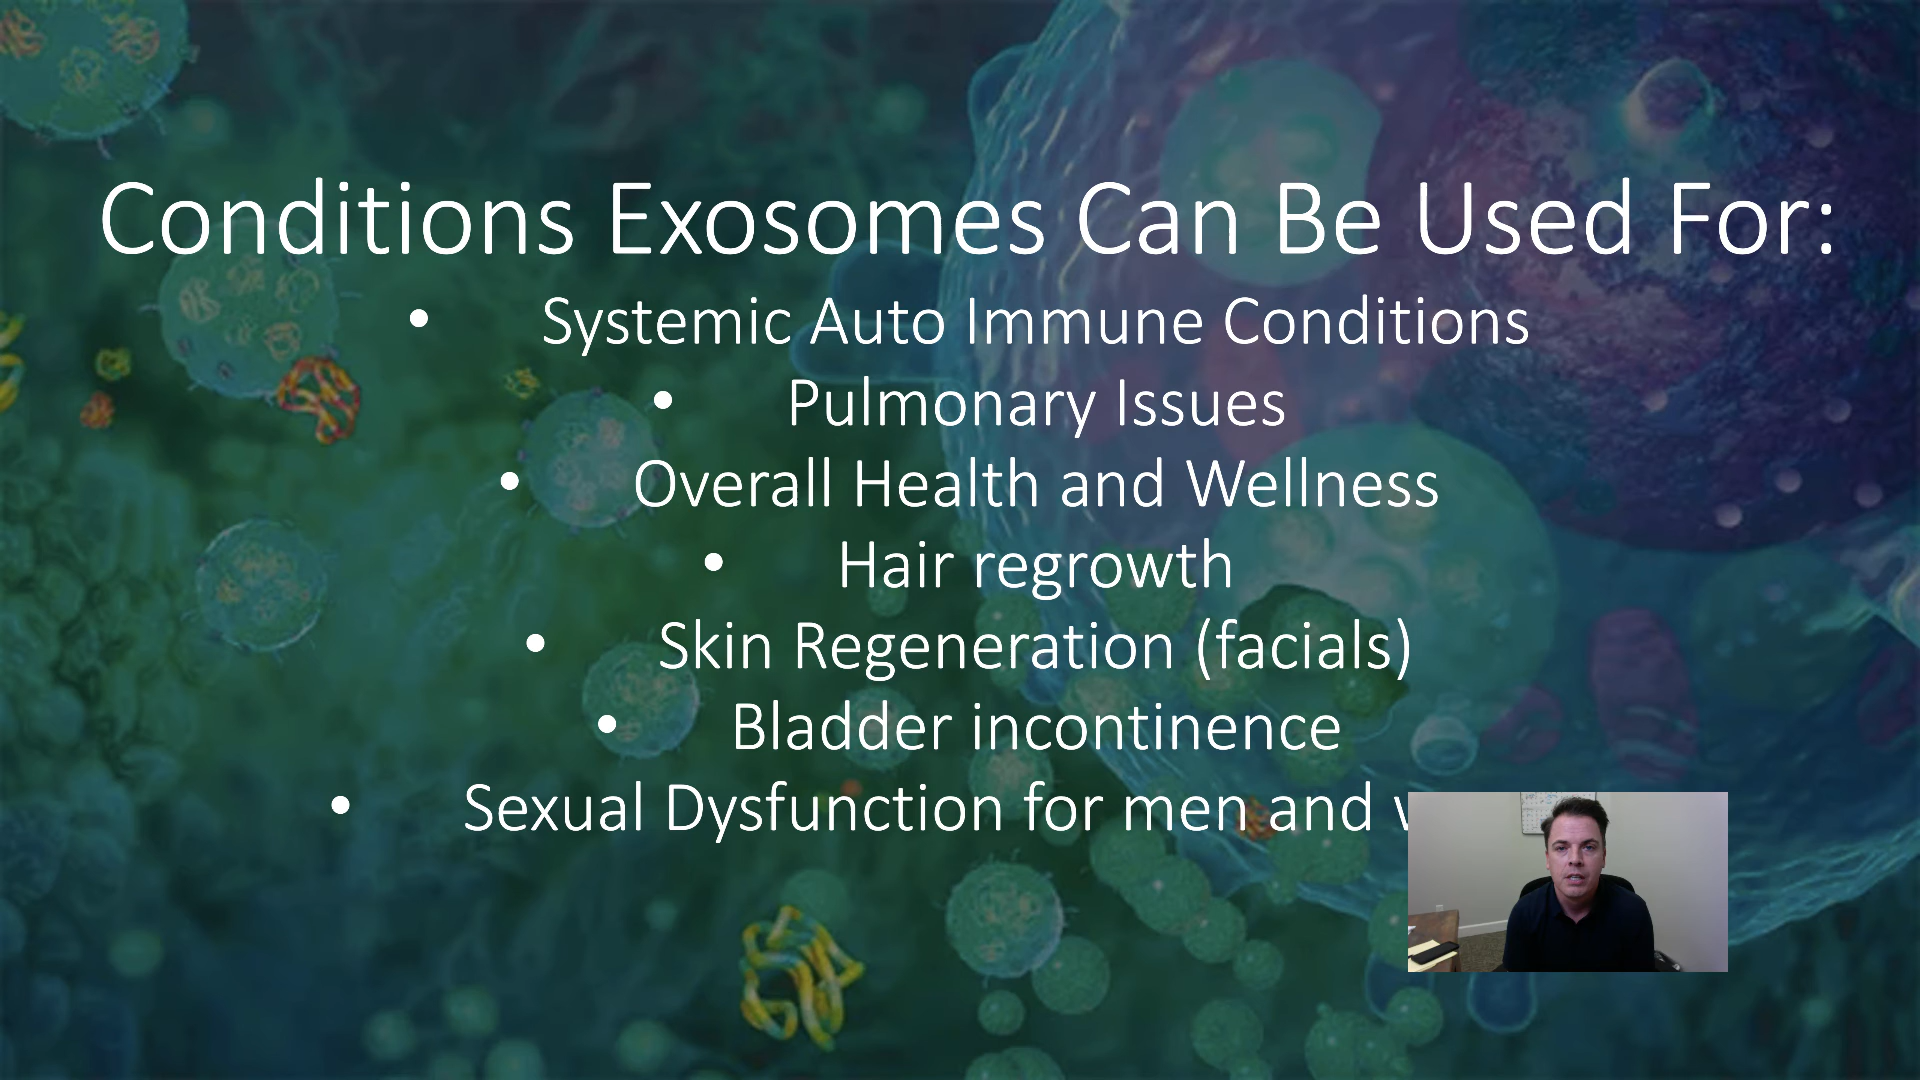 Conditions Exosomes Can Be Used For:
• Systemic Auto Immune Conditions
• Pulmonary Issues
• Overall Health and Wellness
• Hair regrowth
• Skin Regeneration (facials)
• Bladder incontinence
• Sexual Dysfunction for men and